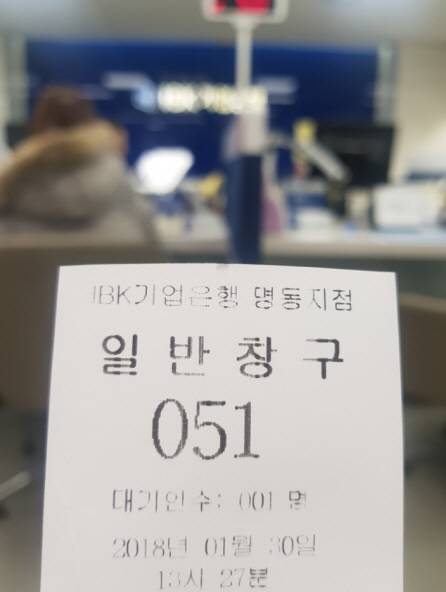 IBK기업은행 명동지점
일반창구
051
대기인수: 001 명
2018년 01월 30일
13시 27분